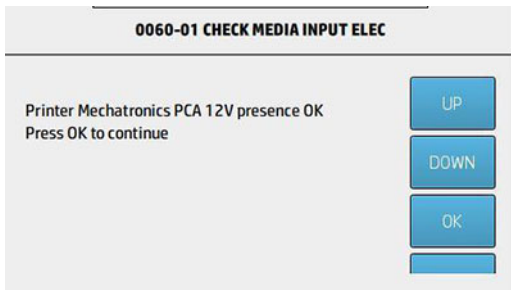 0060-01 CHECK MEDIA INPUT ELEC
Printer Mechatronics PCA 12V presence OK
Press OK to continue
UP
DOWN
OK